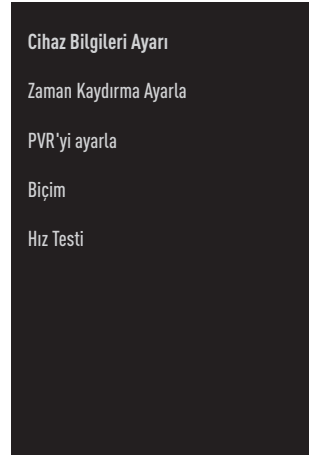 Cihaz Bilgileri Ayarı
Zaman Kaydırma Ayarla
PVR'yi ayarla
Biçim
Hız Testi